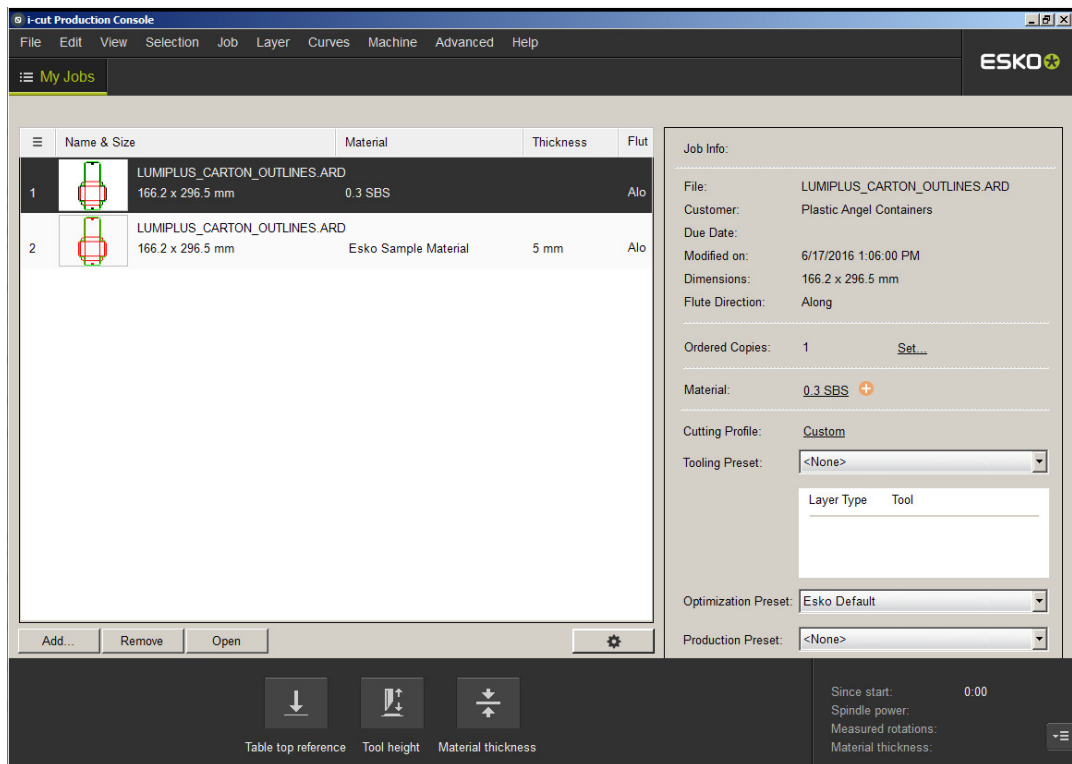 i-cut Production Console
File Edit View Selection Job Layer Curves Machine Advanced Help
ESKO
My Jobs
Name & Size Material Thickness Flut
LUMIPLUS_CARTON_OUTLINES.ARD
1 166.2 x 296.5 mm 0.3 SBS Alo
LUMIPLUS_CARTON_OUTLINES.ARD
2 166.2 x 296.5 mm Esko Sample Material 5 mm Alo
Add... Remove Open
Job Info:
File: LUMIPLUS_CARTON_OUTLINES.ARD
Customer: Plastic Angel Containers
Due Date:
Modified on: 6/17/2016 1:06:00 PM
Dimensions: 166.2 x 296.5 mm
Flute Direction: Along
Ordered Copies: 1 Set...
Material: 0.3 SBS
Cutting Profile: Custom
Tooling Preset: <None>
Layer Type Tool
Optimization Preset: Esko Default
Production Preset: <None>
Table top reference Tool height Material thickness
Since start: 0:00
Spindle power:
Measured rotations:
Material thickness: